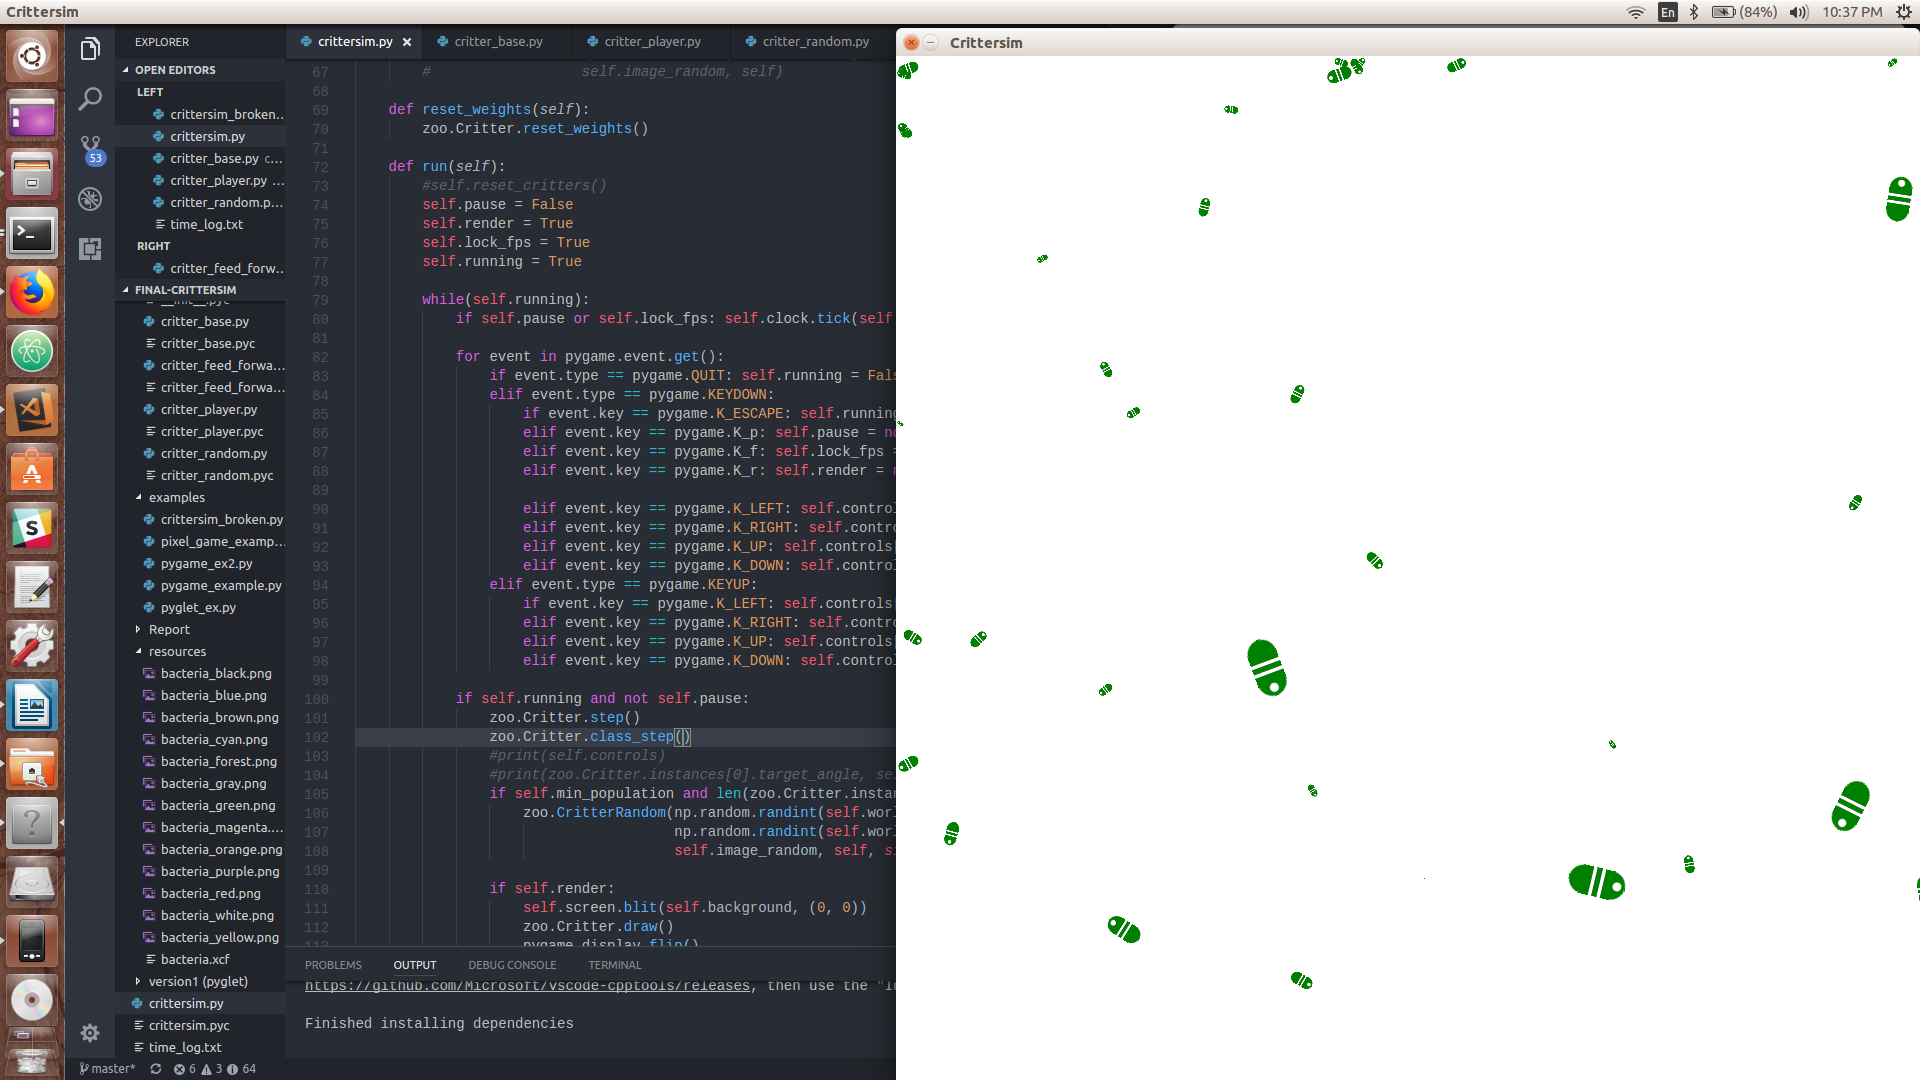 Crittersim
En
(84%)
10:37 PM
EXPLORER
OPEN EDITORS
LEFT
crittersim_broken..
crittersim.py
critter_base.py c...
critter_player.py ...
critter_random.p...
time_log.txt
RIGHT
critter_feed_forw...
FINAL-CRITTERSIM
critter_base.py
critter_base.pyc
critter_feed_forwa...
critter_feed_forwa...
critter_player.py
critter_player.pyc
critter_random.py
critter_random.pyc
examples
crittersim_broken.py
pixel_game_examp...
pygame_ex2.py
pygame_example.py
pyglet_ex.py
Report
resources
bacteria_black.png
bacteria_blue.png
bacteria_brown.png
bacteria_cyan.png
bacteria_forest.png
bacteria_gray.png
bacteria_green.png
bacteria_magenta....
bacteria_orange.png
bacteria_purple.png
bacteria_red.png
bacteria_white.png
bacteria_yellow.png
bacteria.xcf
version1 (pyglet)
crittersim.py
crittersim.pyc
time_log.txt
53
master*
6
3
64
crittersim.py
critter_base.py
critter_player.py
critter_random.py
67 # self.image_random, self)
68
69 def reset_weights(self):
70 zoo.Critter.reset_weights()
71
72 def run(self):
73 #self.reset_critters()
74 self.pause = False
75 self.render = True
76 self.lock_fps = True
77 self.running = True
78
79 while(self.running):
80 if self.pause or self.lock_fps: self.clock.tick(self
81
82 for event in pygame.event.get():
83 if event.type == pygame.QUIT: self.running = Fals
84 elif event.type == pygame.KEYDOWN:
85 if event.key == pygame.K_ESCAPE: self.running
86 elif event.key == pygame.K_p: self.pause = no
87 elif event.key == pygame.K_f: self.lock_fps =
88 elif event.key == pygame.K_r: self.render = n
89
90 elif event.key == pygame.K_LEFT: self.control
91 elif event.key == pygame.K_RIGHT: self.contro
92 elif event.key == pygame.K_UP: self.controls[
93 elif event.key == pygame.K_DOWN: self.control
94 elif event.type == pygame.KEYUP:
95 if event.key == pygame.K_LEFT: self.controls[
96 elif event.key == pygame.K_RIGHT: self.contro
97 elif event.key == pygame.K_UP: self.controls[
98 elif event.key == pygame.K_DOWN: self.control
99
100 if self.running and not self.pause:
101 zoo.Critter.step()
102 zoo.Critter.class_step()
103 #print(self.controls)
104 #print(zoo.Critter.instances[0].target_angle, se
105 if self.min_population and len(zoo.Critter.instan
106 zoo.CritterRandom(np.random.randint(self.worl
107 np.random.randint(self.worl
108 self.image_random, self, s
109
110 if self.render:
111 self.screen.blit(self.background, (0, 0))
112 zoo.Critter.draw()
113 pygame.display.flip()
PROBLEMS
OUTPUT
DEBUG CONSOLE
TERMINAL
https://github.com/Microsoft/vscode-cpptools/releases, then use the "I
Finished installing dependencies
Crittersim